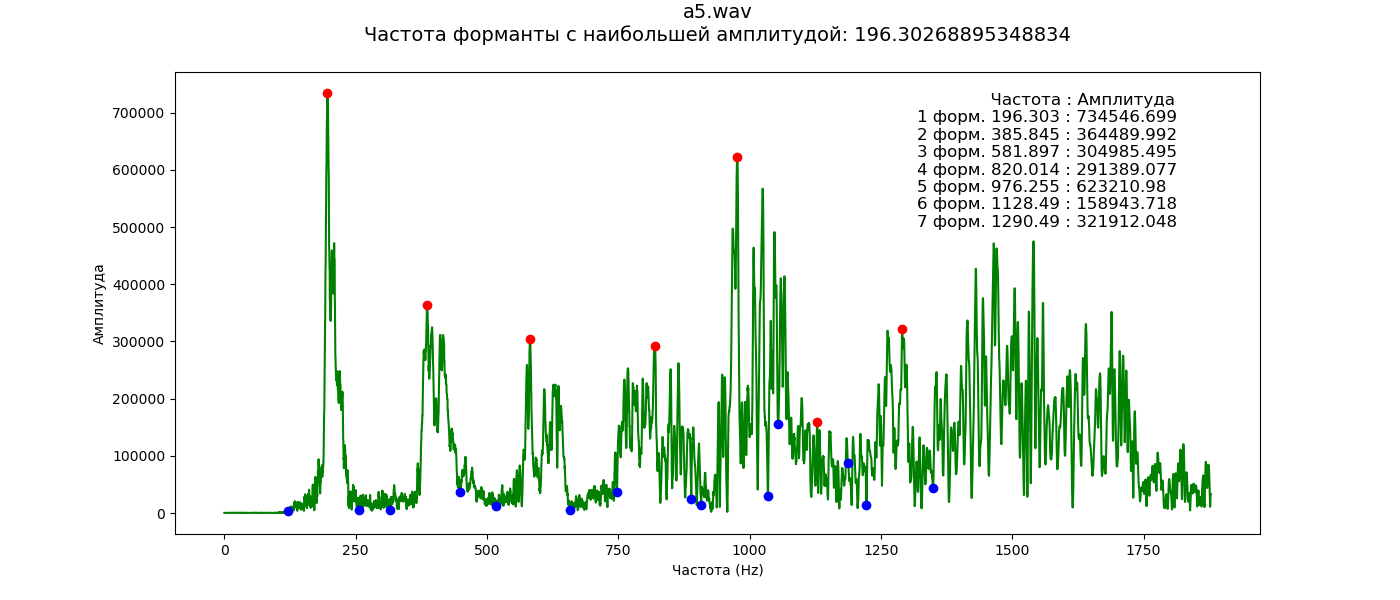 a5.wav
Частота форманты с наибольшей амплитудой: 196.30268895348834
Частота : Амплитуда
1 форм. 196.303 : 734546.699
2 форм. 385.845 : 364489.992
3 форм. 581.897 : 304985.495
4 форм. 820.014 : 291389.077
5 форм. 976.255 : 623210.98
6 форм. 1128.49 : 158943.718
7 форм. 1290.49 : 321912.048
Амплитуда
700000
600000
500000
400000
300000
200000
100000
0
0 250 500 750 1000 1250 1500 1750
Частота (Hz)